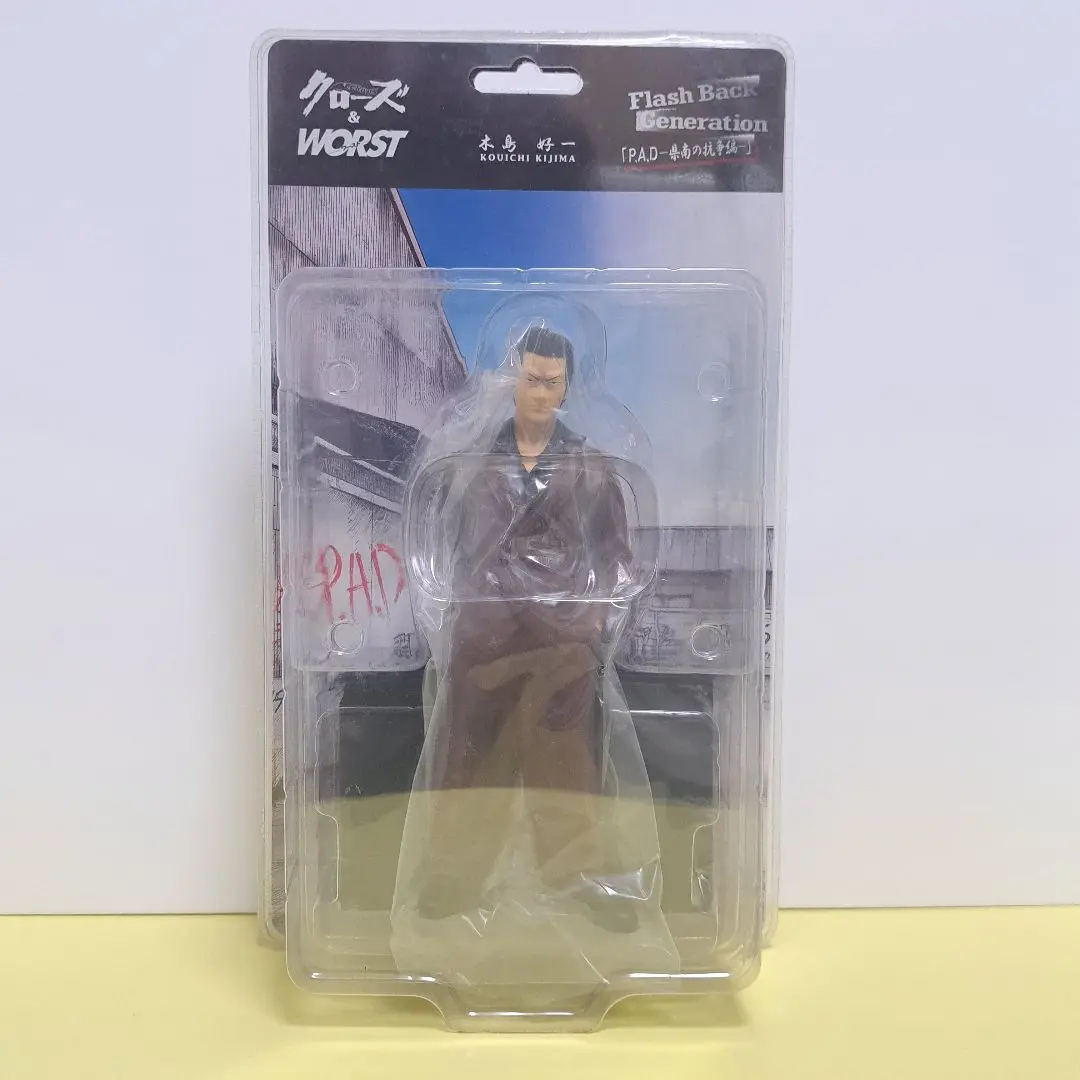 クローズ
&
WORST
木島 好一
KOUICHI KIJIMA
Flash Back
Generation
「P.A.D－県南の抗争編－」
P.A.D